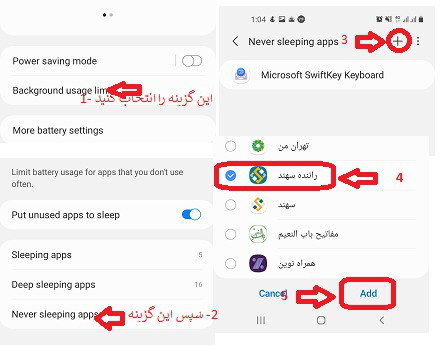 Power saving mode
Background usage lim
1- این گزینه را انتخاب کنید
More battery settings
Limit battery usage for apps that you don't use
often.
Put unused apps to sleep
Sleeping apps
5
Deep sleeping apps
16
Never sleeping apps
2- سپس این گزینه
1:04
78%
Never sleeping apps
3
Microsoft SwiftKey Keyboard
تهران من
راننده سهند
4
سهند
مفاتیح باب النعیم
همراه نوین
Cancel
5
Add